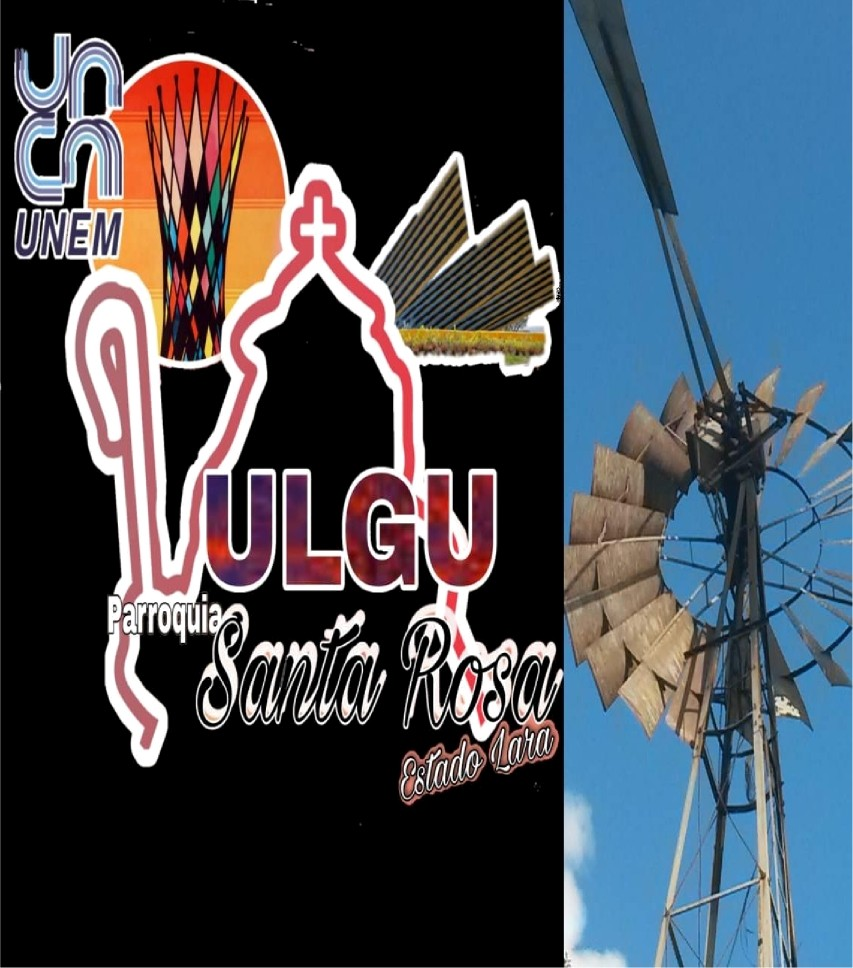 UNEM
ULGU
Parroquia
Santa Rosa
Estado Lara